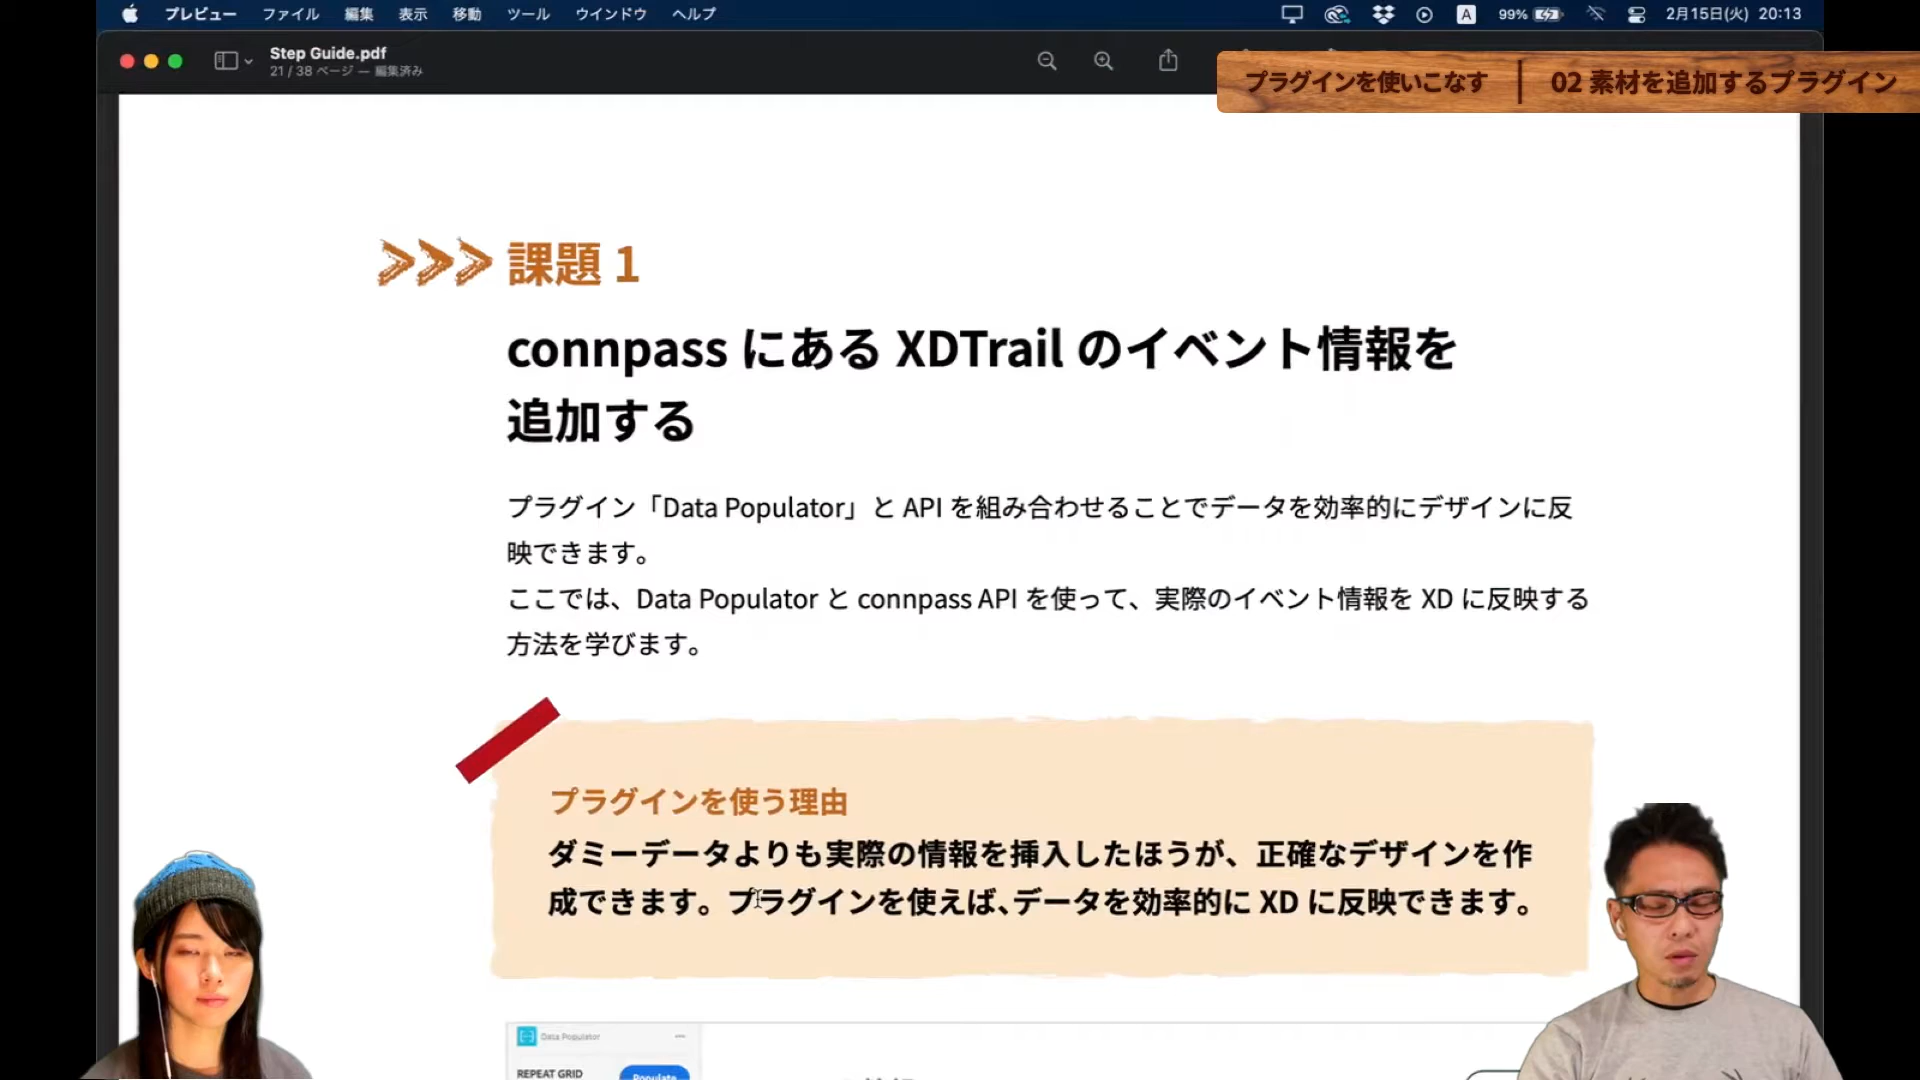 プレビュー ファイル 編集 表示 移動 ツール ウインドウ ヘルプ A 99% 2月15日(火) 20:13
Step Guide.pdf
21 / 38 ページ — 編集済み
プラグインを使いこなす 02 素材を追加するプラグイン
課題 1
connpass にある XDTrail のイベント情報を
追加する
プラグイン「Data Populator」と API を組み合わせることでデータを効率的にデザインに反
映できます。
ここでは、Data Populator と connpass API を使って、実際のイベント情報を XD に反映する
方法を学びます。
プラグインを使う理由
ダミーデータよりも実際の情報を挿入したほうが、正確なデザインを作
成できます。プラグインを使えば、データを効率的に XD に反映できます。
Data Populator
REPEAT GRID
Populate